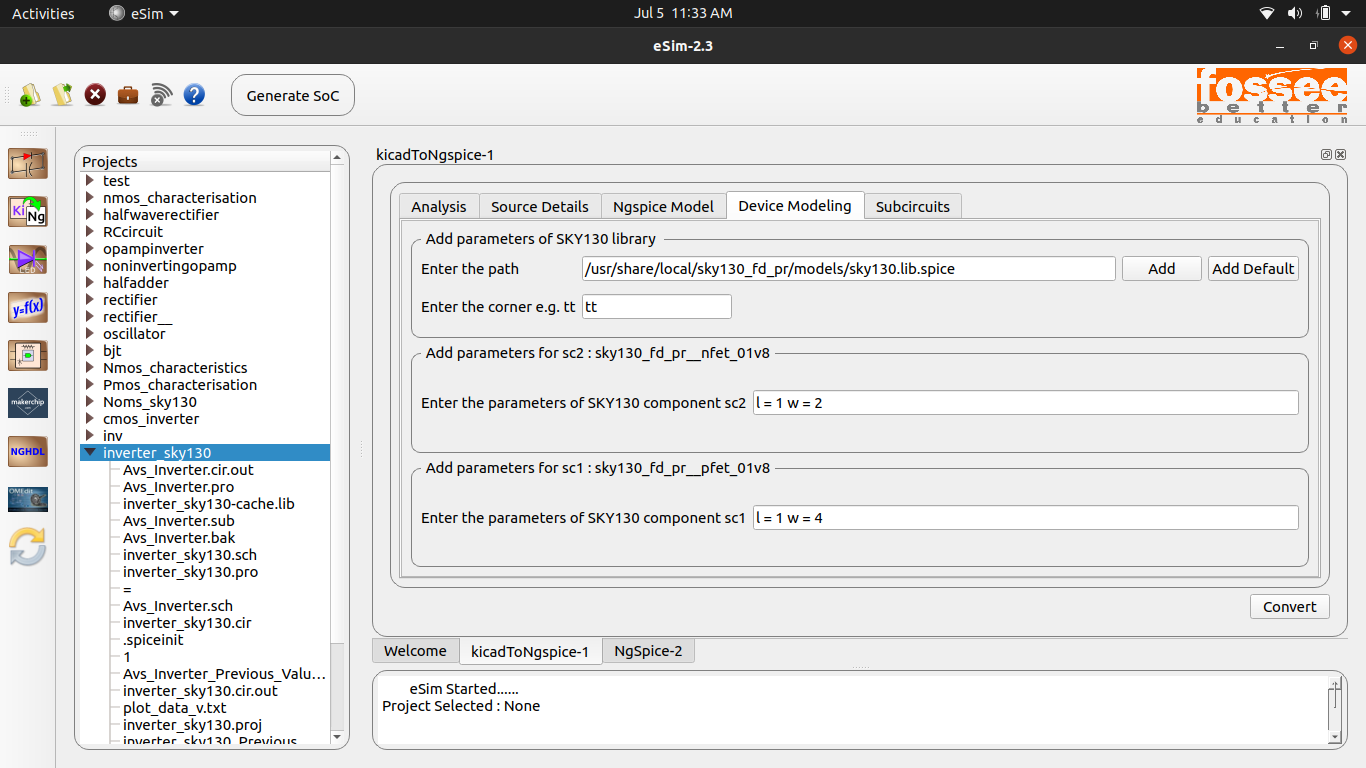 Activities eSim Jul 5 11:33 AM
eSim-2.3
Generate SoC
fossee
better
education
Projects
test
nmos_characterisation
halfwaverectifier
RCcircuit
opampinverter
noninvertingopamp
halfadder
rectifier
rectifier__
oscillator
bjt
Nmos_characteristics
Pmos_characterisation
Noms_sky130
cmos_inverter
inv
inverter_sky130
Avs_Inverter.cir.out
Avs_Inverter.pro
inverter_sky130-cache.lib
Avs_Inverter.sub
Avs_Inverter.bak
inverter_sky130.sch
inverter_sky130.pro
=
Avs_Inverter.sch
inverter_sky130.cir
.spiceinit
1
Avs_Inverter_Previous_Valu...
inverter_sky130.cir.out
plot_data_v.txt
inverter_sky130.proj
inverter_sky130_Previous
Ki Ng
y=f(x)
makerchip
NGHDL
OMEdit
kicadToNgspice-1
Analysis Source Details Ngspice Model Device Modeling Subcircuits
Add parameters of SKY130 library
Enter the path /usr/share/local/sky130_fd_pr/models/sky130.lib.spice Add Add Default
Enter the corner e.g. tt tt
Add parameters for sc2 : sky130_fd_pr__nfet_01v8
Enter the parameters of SKY130 component sc2 l = 1 w = 2
Add parameters for sc1 : sky130_fd_pr__pfet_01v8
Enter the parameters of SKY130 component sc1 l = 1 w = 4
Convert
Welcome kicadToNgspice-1 NgSpice-2
eSim Started......
Project Selected : None